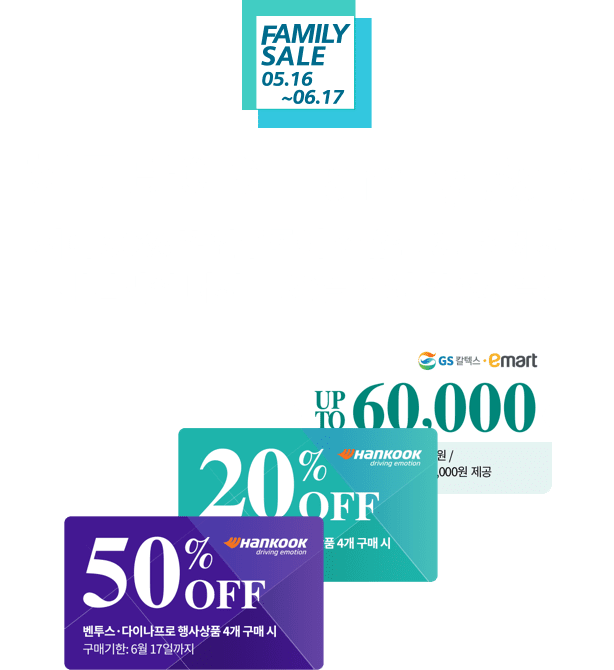 FAMILY
SALE
05.16
~06.17
GS 칼텍스 · emart
UP
TO 60,000
원 /
,000원 제공
20% OFF
HANKOOK
driving emotion
품 4개 구매 시
50% OFF
HANKOOK
driving emotion
벤투스·다이나프로 행사상품 4개 구매 시
구매기한: 6월 17일까지